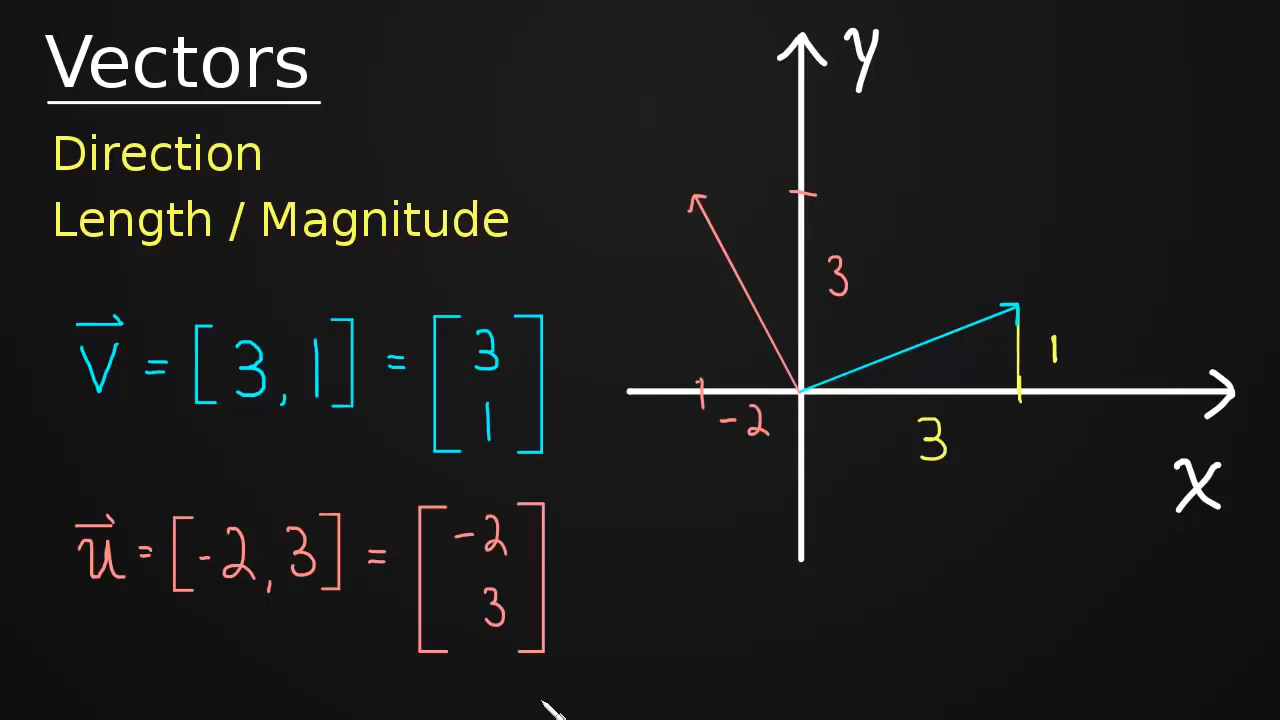 Vectors
Direction
Length / Magnitude
v⃗ = [3, 1] = [3
1]
u⃗ = [-2, 3] = [-2
3]
y
3
1
-2
3
x